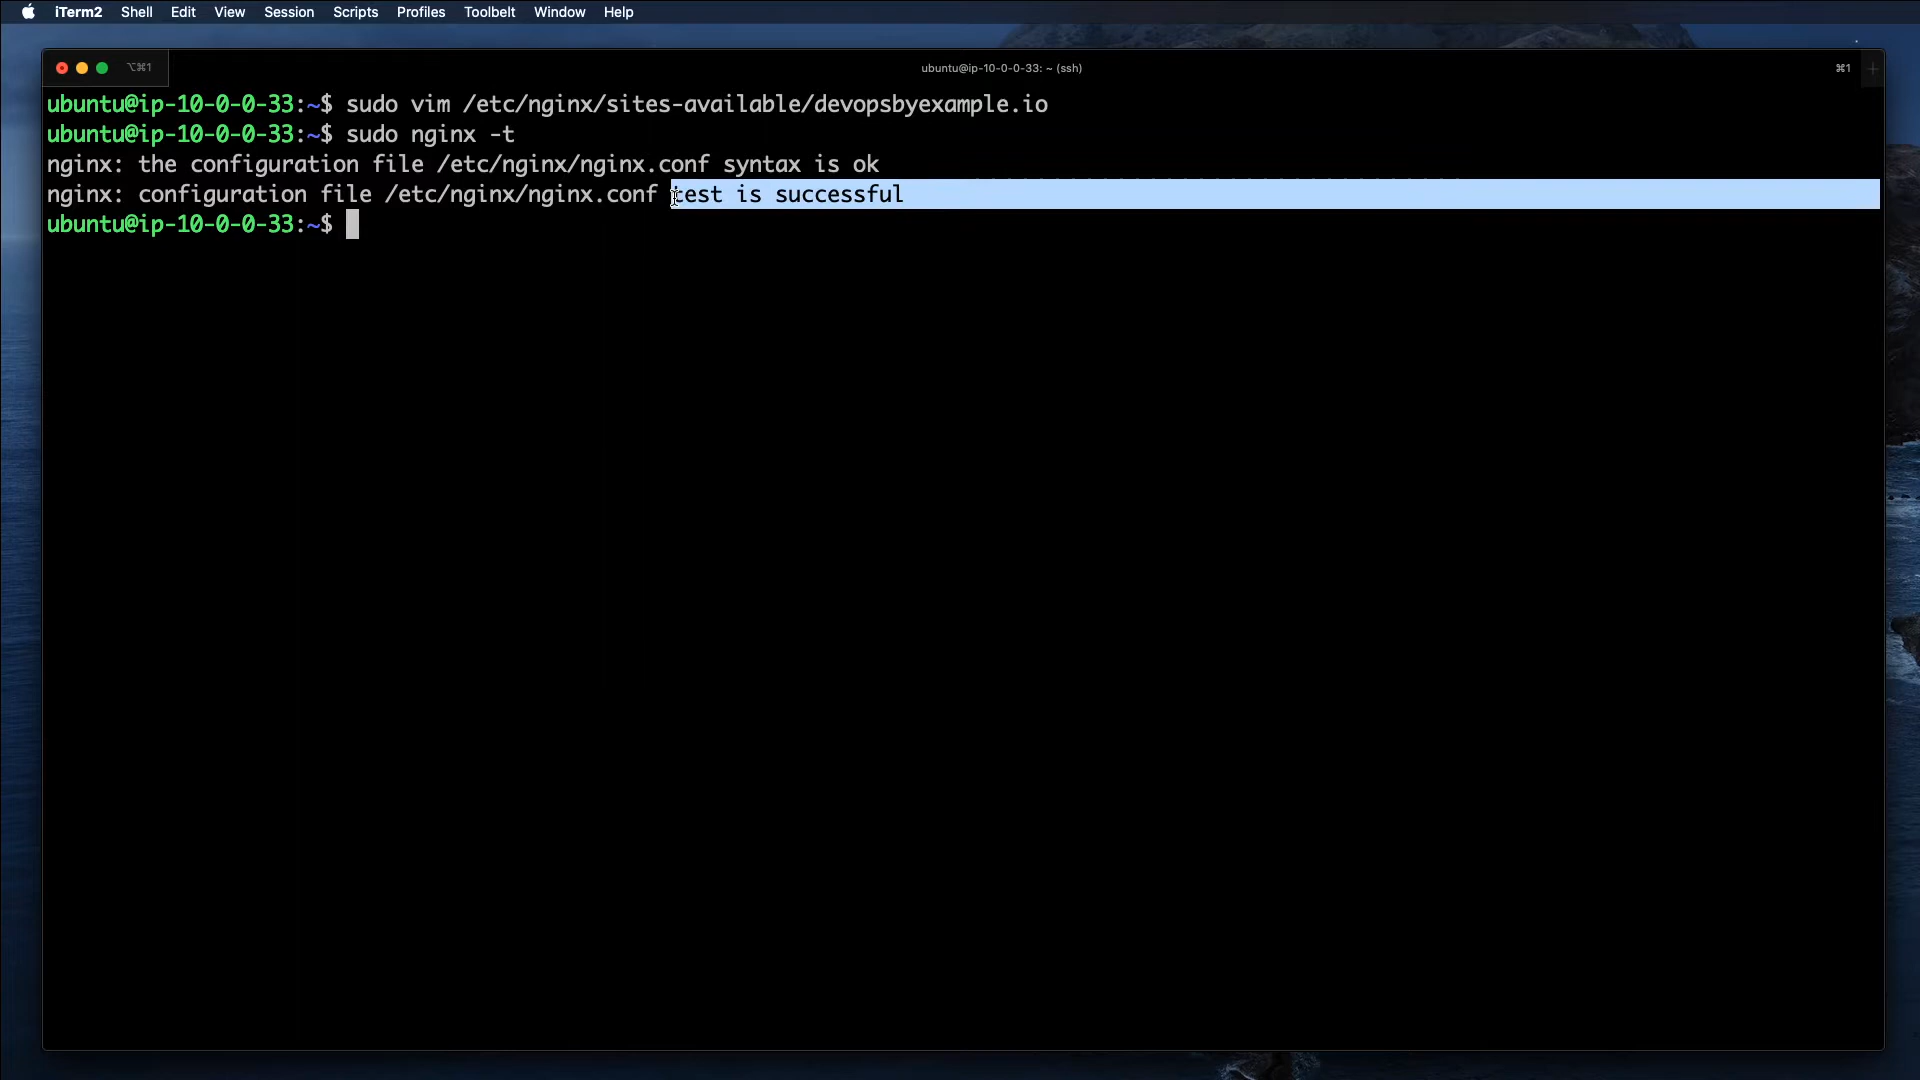 iTerm2 Shell Edit View Session Scripts Profiles Toolbelt Window Help
⌥⌘1 ubuntu@ip-10-0-0-33: ~ (ssh) ⌘1
ubuntu@ip-10-0-0-33:~$ sudo vim /etc/nginx/sites-available/devopsbyexample.io
ubuntu@ip-10-0-0-33:~$ sudo nginx -t
nginx: the configuration file /etc/nginx/nginx.conf syntax is ok
nginx: configuration file /etc/nginx/nginx.conf test is successful
ubuntu@ip-10-0-0-33:~$